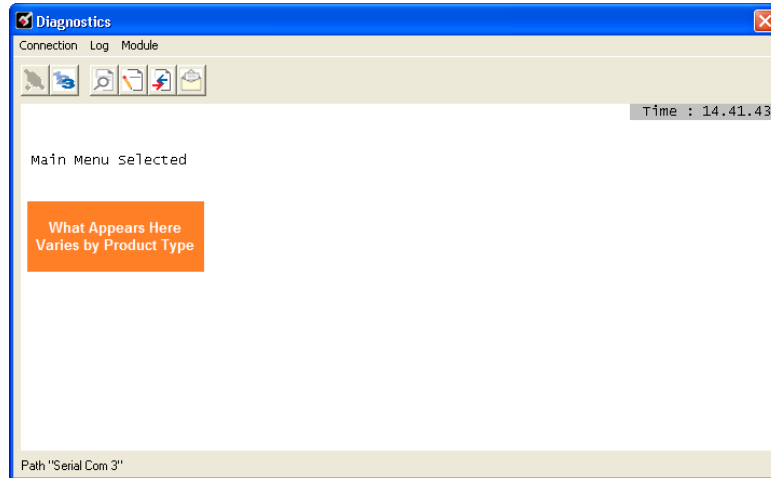 Diagnostics
Connection Log Module
Time : 14.41.43
Main Menu Selected
What Appears Here
Varies by Product Type
Path "Serial Com 3"